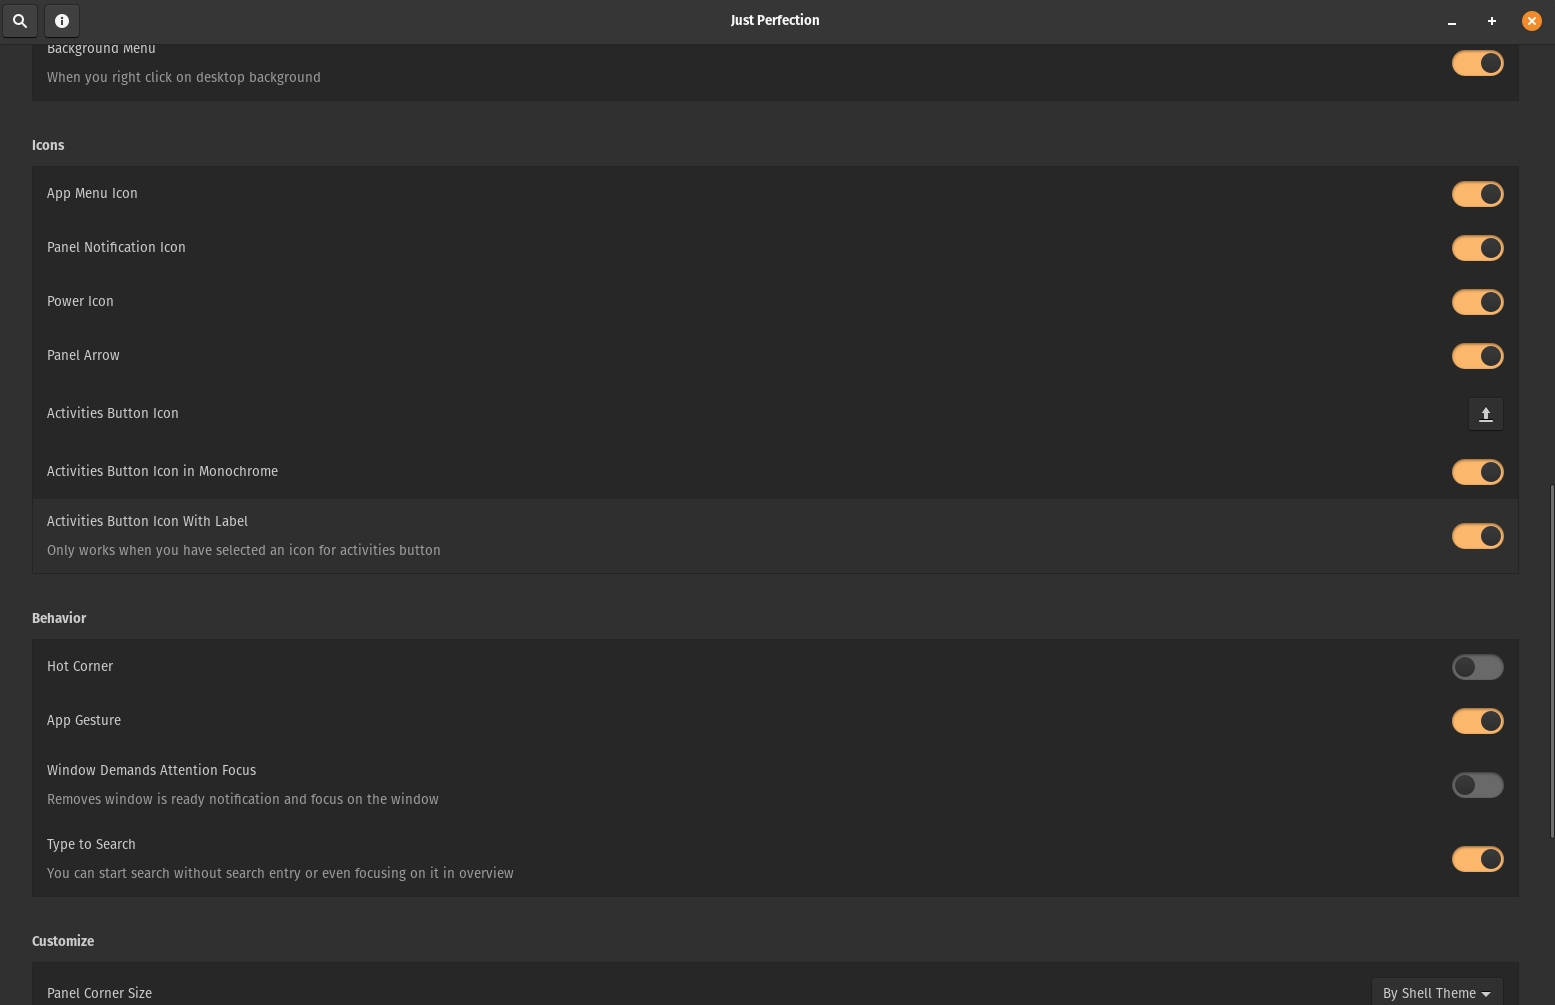 Just Perfection
Background Menu
When you right click on desktop background
Icons
App Menu Icon
Panel Notification Icon
Power Icon
Panel Arrow
Activities Button Icon
Activities Button Icon in Monochrome
Activities Button Icon With Label
Only works when you have selected an icon for activities button
Behavior
Hot Corner
App Gesture
Window Demands Attention Focus
Removes window is ready notification and focus on the window
Type to Search
You can start search without search entry or even focusing on it in overview
Customize
Panel Corner Size
By Shell Theme